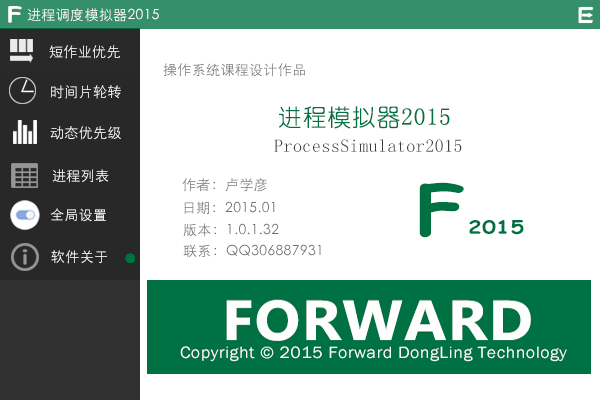 F 进程调度模拟器2015
E
短作业优先
时间片轮转
动态优先级
进程列表
全局设置
软件关于
操作系统课程设计作品
进程模拟器2015
ProcessSimulator2015
作者：卢学彦
日期：2015.01
版本：1.0.1.32
联系：QQ306887931
F 2015
FORWARD
Copyright © 2015 Forward DongLing Technology